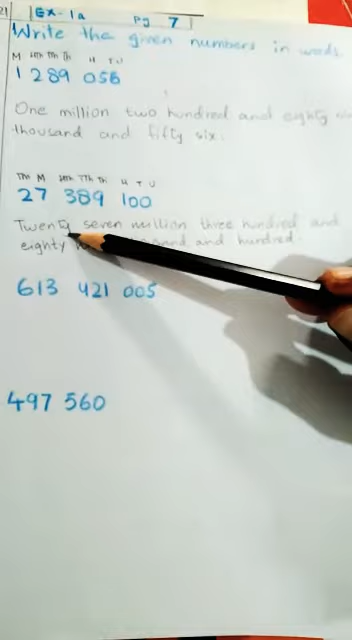 21 Ex-1a Pg 7
Write the given numbers in words
M Hth Tth Th H T U
1 289 056
One million two hundred and eighty
thousand and fifty six.
Tm M Hth TTh Th H T U
27 389 100
Twenty seven million three hundred and
eighty and hundred.
613 421 005
497 560